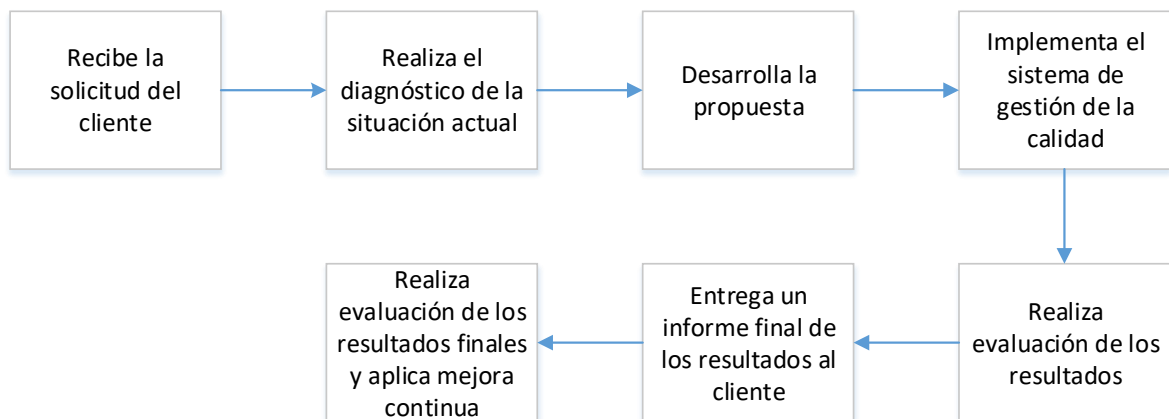 Recibe la
solicitud del
cliente
Realiza el
diagnóstico de la
situación actual
Desarrolla la
propuesta
Implementa el
sistema de
gestión de la
calidad
Realiza
evaluación de los
resultados
Entrega un
informe final de
los resultados al
cliente
Realiza
evaluación de los
resultados finales
y aplica mejora
continua